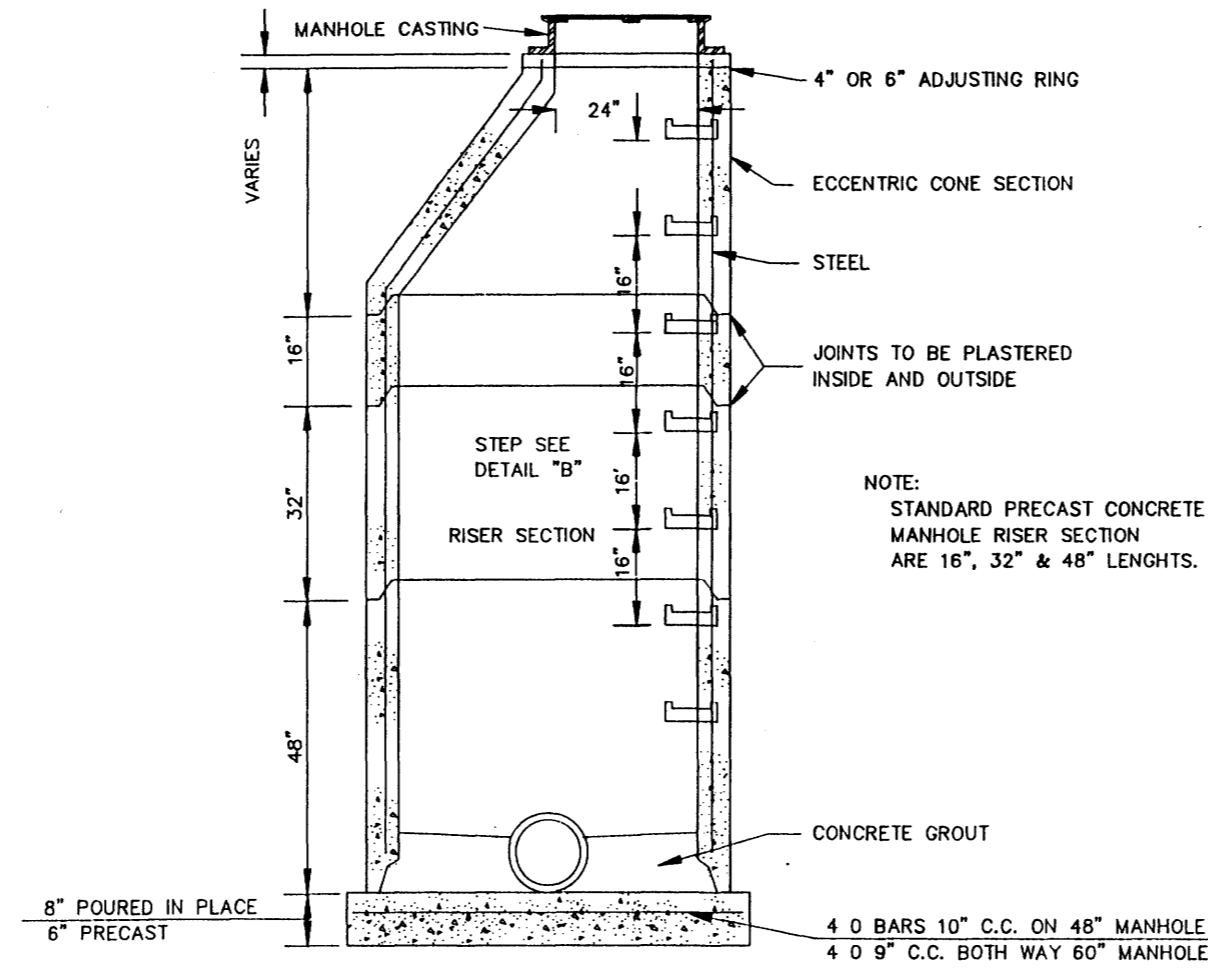 MANHOLE CASTING
4" OR 6" ADJUSTING RING
24"
VARIES
ECCENTRIC CONE SECTION
STEEL
16"
16"
JOINTS TO BE PLASTERED
INSIDE AND OUTSIDE
16"
STEP SEE
DETAIL "B"
32"
16'
NOTE:
STANDARD PRECAST CONCRETE
MANHOLE RISER SECTION
ARE 16", 32" & 48" LENGHTS.
RISER SECTION
16"
48"
CONCRETE GROUT
8" POURED IN PLACE
6" PRECAST
4 0 BARS 10" C.C. ON 48" MANHOLE
4 0 9" C.C. BOTH WAY 60" MANHOLE